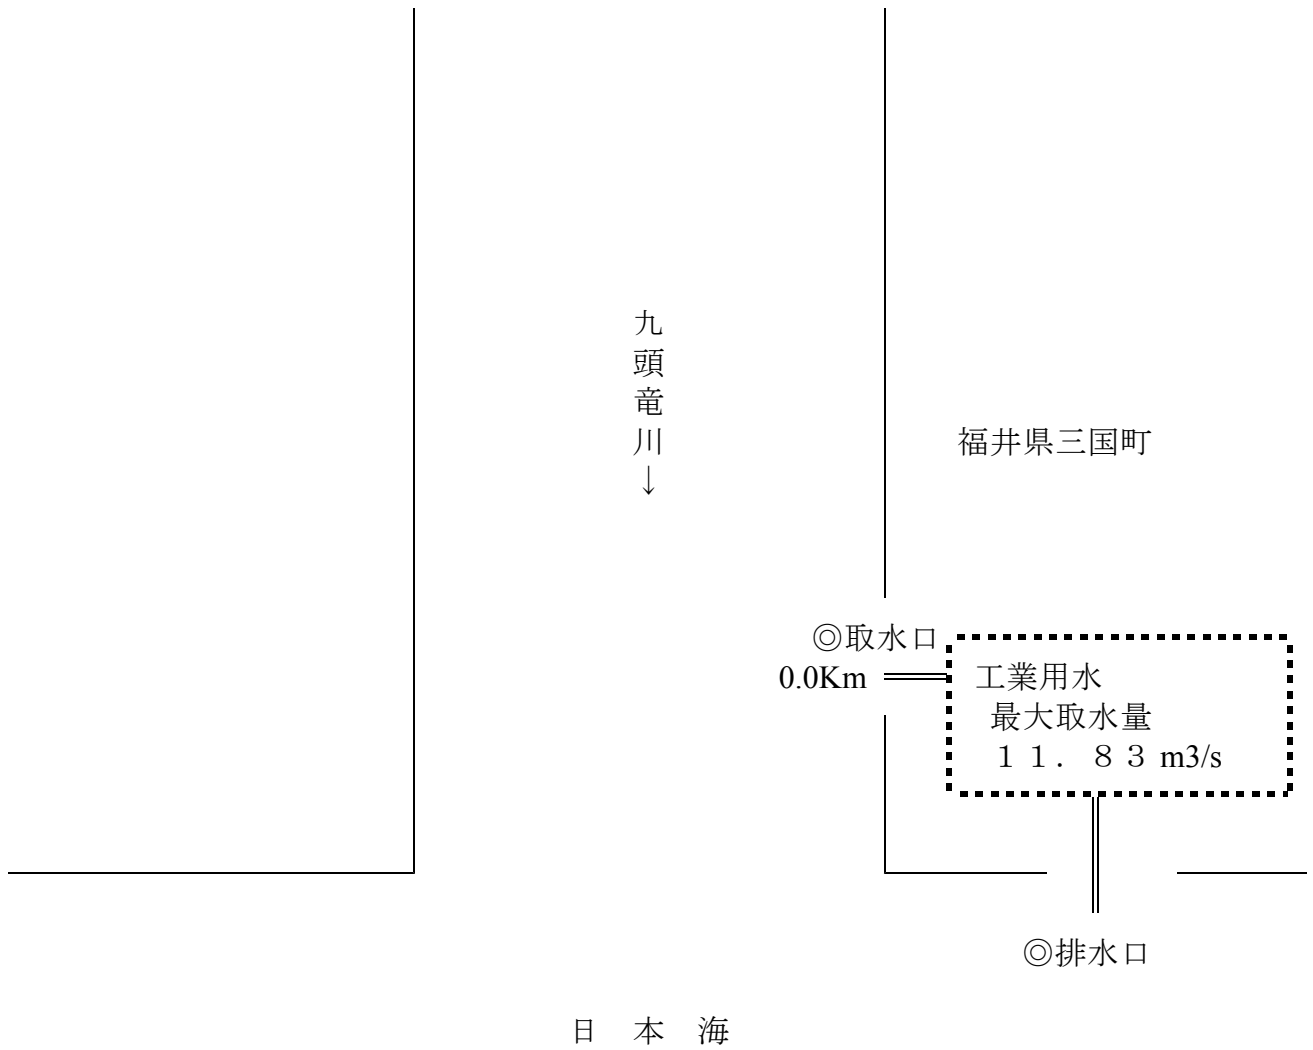 九頭竜川↓
福井県三国町
◎取水口
0.0Km
工業用水
最大取水量
１１．８３ m3/s
◎排水口
日 本 海